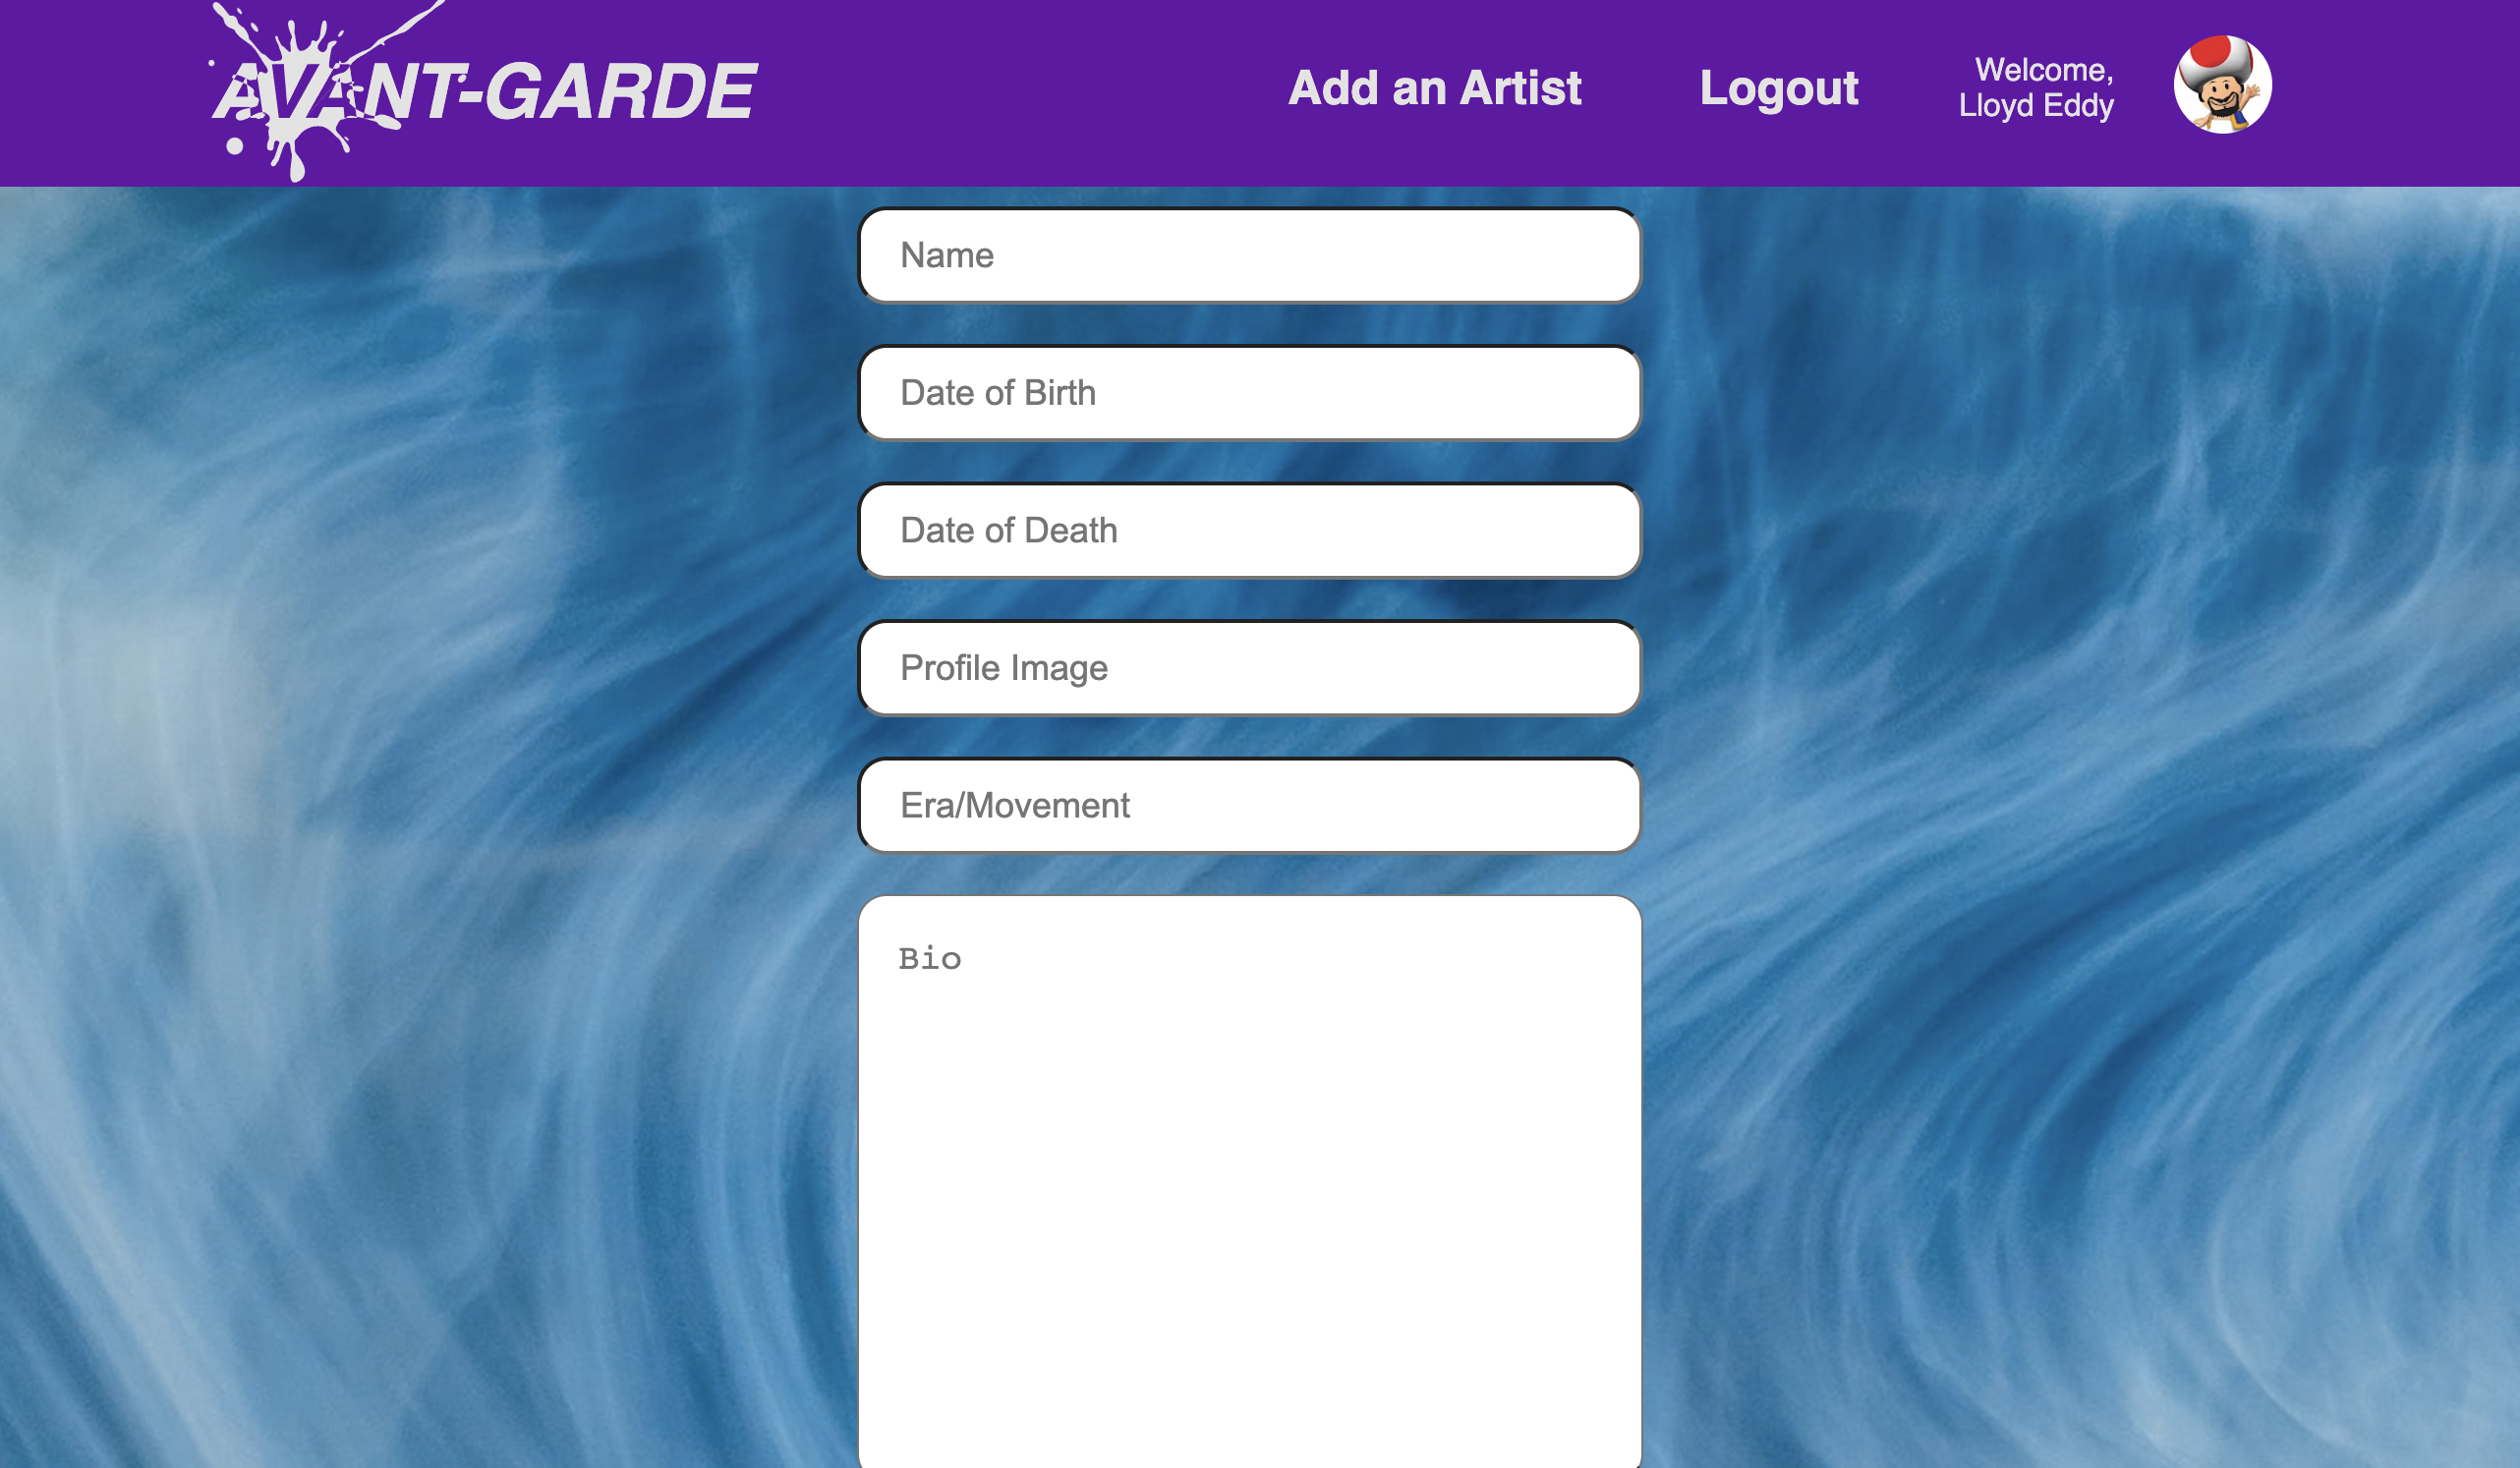 AVANT-GARDE
Add an Artist
Logout
Welcome,
Lloyd Eddy
Name
Date of Birth
Date of Death
Profile Image
Era/Movement
Bio